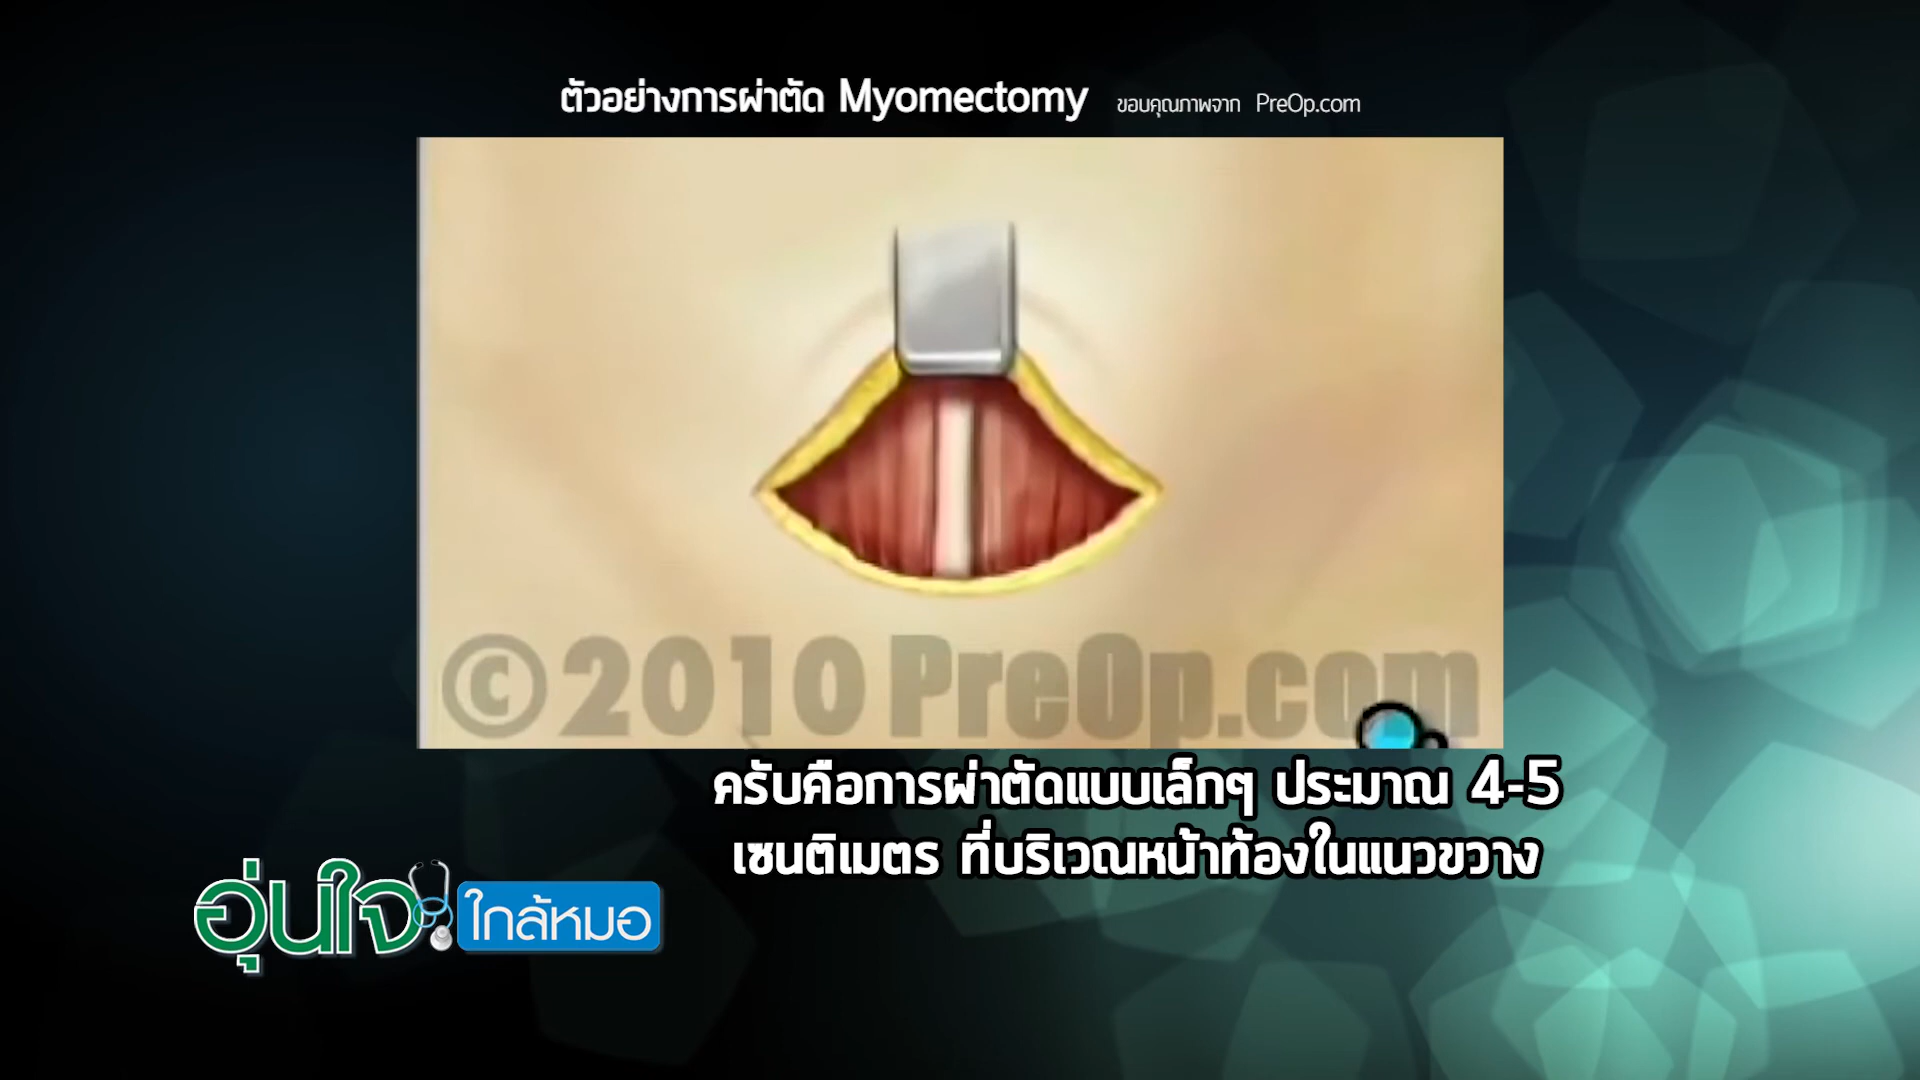 ตัวอย่างการผ่าตัด Myomectomy ขอบคุณภาพจาก PreOp.com
©2010 PreOp.com
ครับคือการผ่าตัดแบบเล็กๆ ประมาณ 4-5
เซนติเมตร ที่บริเวณหน้าท้องในแนวขวาง
อุ่นใจ ใกล้หมอ